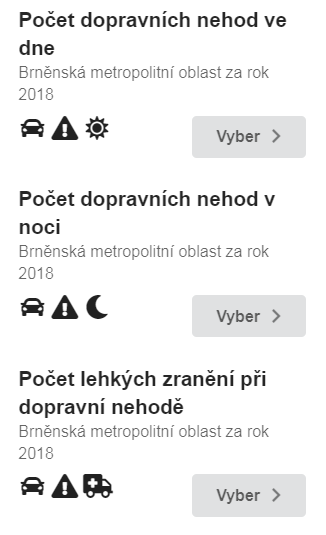 Počet dopravních nehod ve
dne
Brněnská metropolitní oblast za rok
2018
Vyber
Počet dopravních nehod v
noci
Brněnská metropolitní oblast za rok
2018
Vyber
Počet lehkých zranění při
dopravní nehodě
Brněnská metropolitní oblast za rok
2018
Vyber